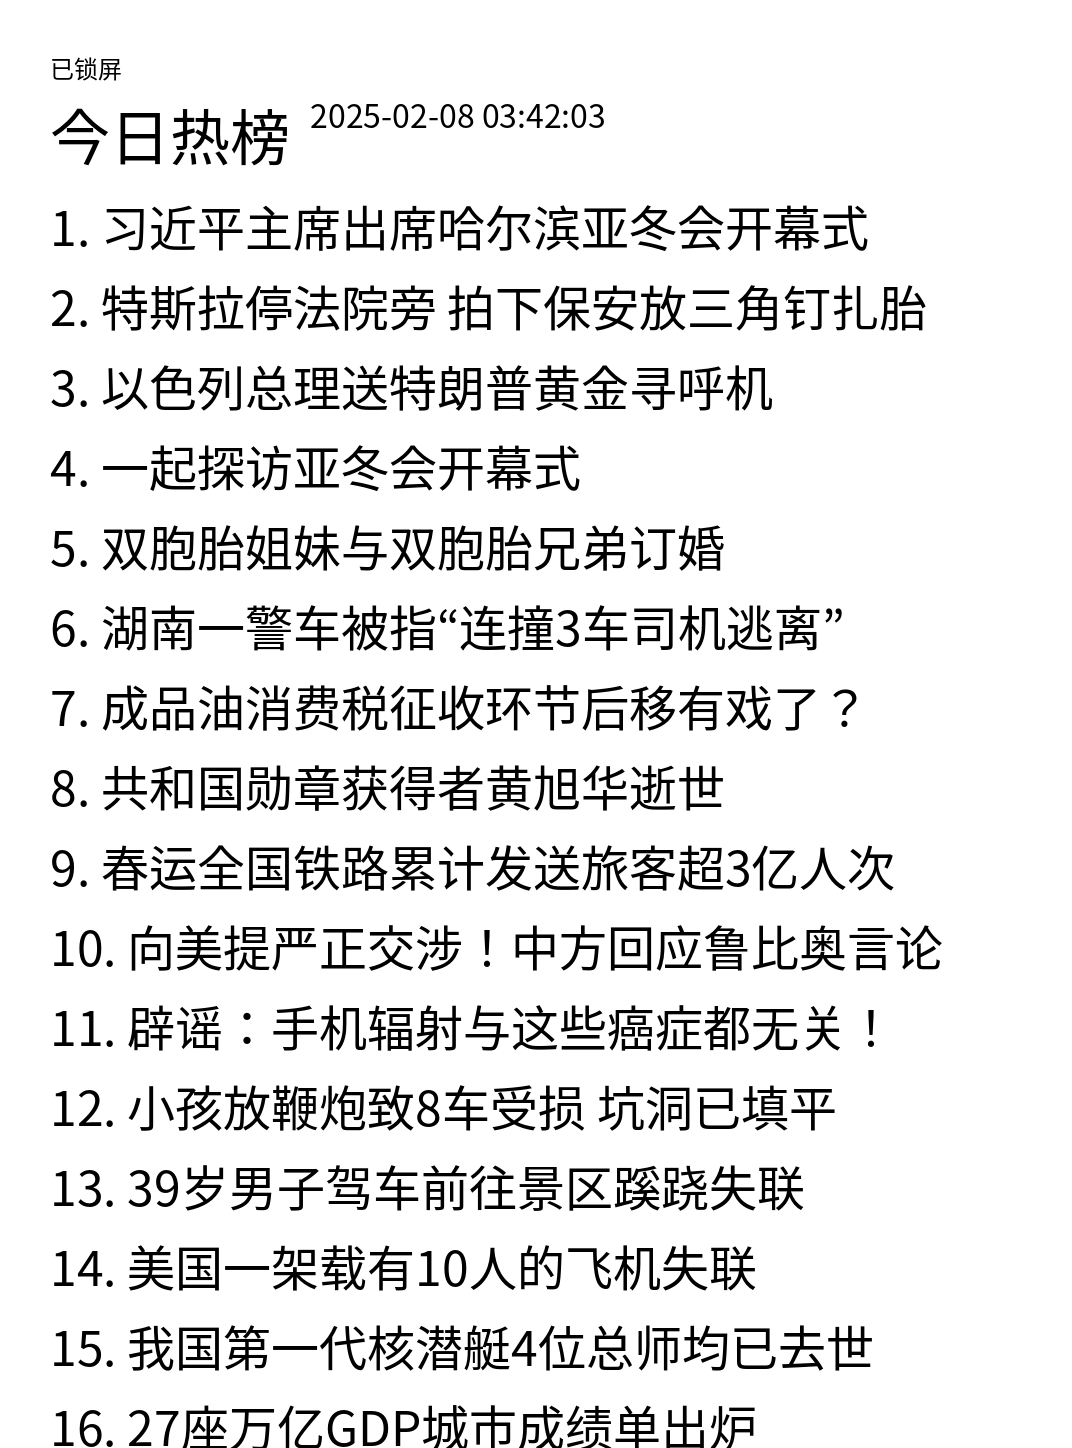 已锁屏
今日热榜 2025-02-08 03:42:03
1. 习近平主席出席哈尔滨亚冬会开幕式
2. 特斯拉停法院旁 拍下保安放三角钉扎胎
3. 以色列总理送特朗普黄金寻呼机
4. 一起探访亚冬会开幕式
5. 双胞胎姐妹与双胞胎兄弟订婚
6. 湖南一警车被指“连撞3车司机逃离”
7. 成品油消费税征收环节后移有戏了？
8. 共和国勋章获得者黄旭华逝世
9. 春运全国铁路累计发送旅客超3亿人次
10. 向美提严正交涉！中方回应鲁比奥言论
11. 辟谣：手机辐射与这些癌症都无关！
12. 小孩放鞭炮致8车受损 坑洞已填平
13. 39岁男子驾车前往景区蹊跷失联
14. 美国一架载有10人的飞机失联
15. 我国第一代核潜艇4位总师均已去世
16. 27座万亿GDP城市成绩单出炉